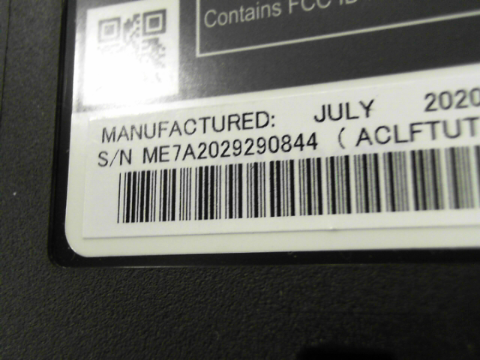 Contains FCC ID
MANUFACTURED: JULY 2020
S/N ME7A2029290844 ( ACLFTUT